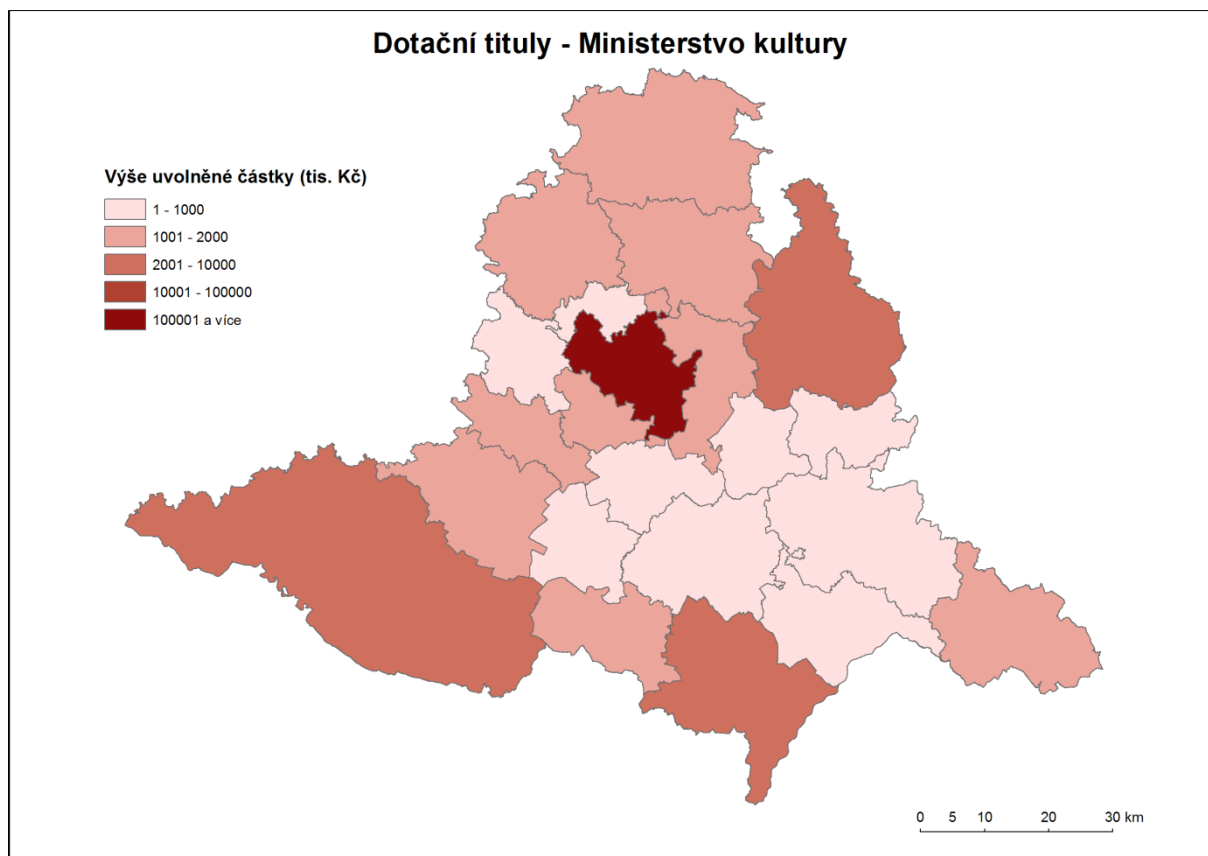 Dotační tituly - Ministerstvo kultury
Výše uvolněné částky (tis. Kč)
1 - 1000
1001 - 2000
2001 - 10000
10001 - 100000
100001 a více
0 5 10 20 30 km